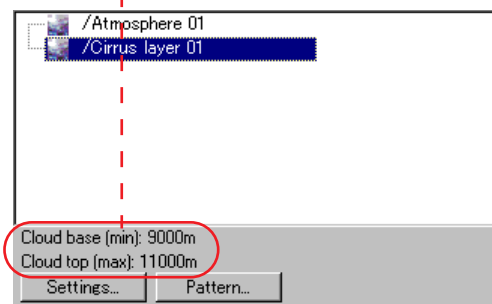 /Atmosphere 01
/Cirrus layer 01
Cloud base (min): 9000m
Cloud top (max): 11000m
Settings... Pattern...